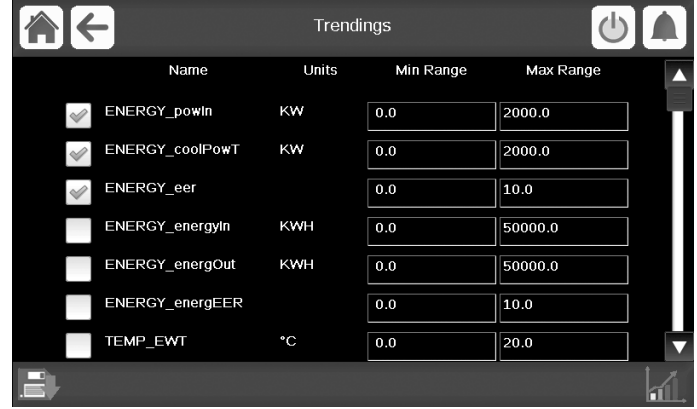 Trendings
Name Units Min Range Max Range
ENERGY_powIn KW 0.0 2000.0
ENERGY_coolPowT KW 0.0 2000.0
ENERGY_eer 0.0 10.0
ENERGY_energyIn KWH 0.0 50000.0
ENERGY_energOut KWH 0.0 50000.0
ENERGY_energEER 0.0 10.0
TEMP_EWT °C 0.0 20.0